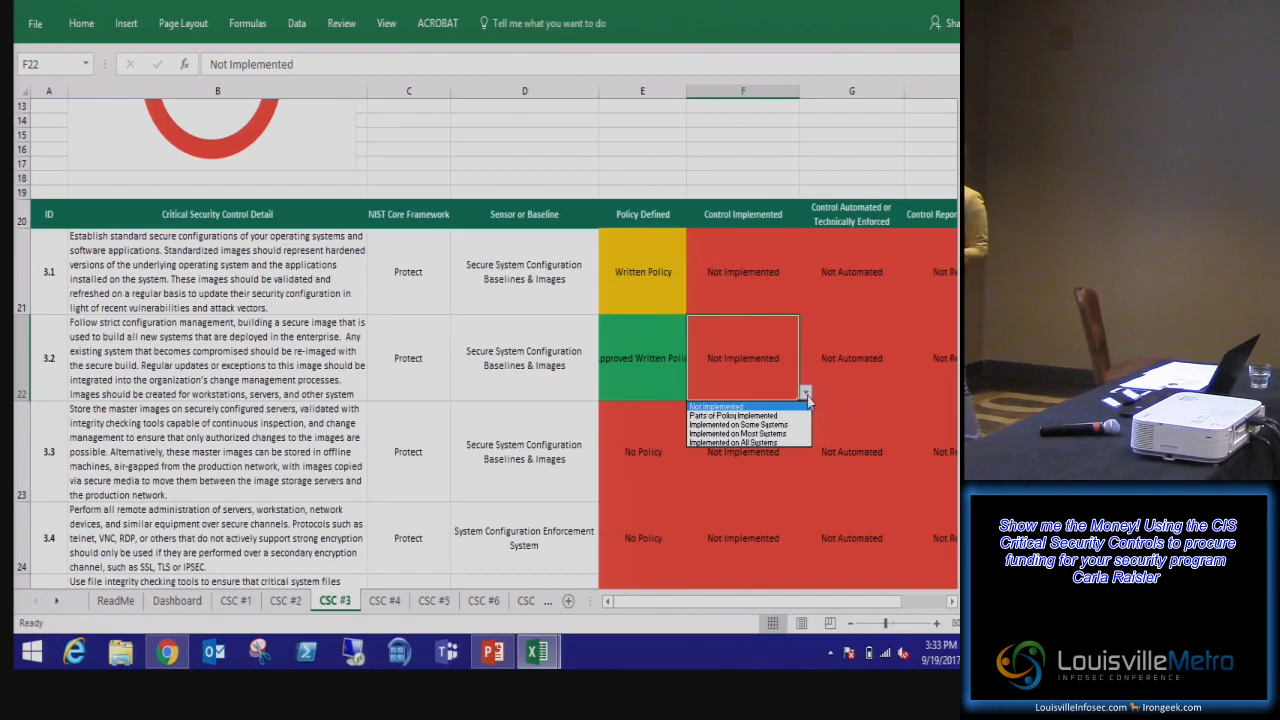 File Home Insert Page Layout Formulas Data Review View ACROBAT Tell me what you want to do Sha
F22 fx Not Implemented
A B C D E F G
13
14
15
16
17
18
19
20 ID Critical Security Control Detail NIST Core Framework Sensor or Baseline Policy Defined Control Implemented Control Automated or Technically Enforced Control Repor
21 3.1
Establish standard secure configurations of your operating systems and
software applications. Standardized images should represent hardened
versions of the underlying operating system and the applications
installed on the system. These images should be validated and
refreshed on a regular basis to update their security configuration in
light of recent vulnerabilities and attack vectors.
Protect
Secure System Configuration
Baselines & Images
Written Policy Not Implemented Not Automated Not R
22 3.2
Follow strict configuration management, building a secure image that is
used to build all new systems that are deployed in the enterprise. Any
existing system that becomes compromised should be re-imaged with
the secure build. Regular updates or exceptions to this image should be
integrated into the organization's change management processes.
Images should be created for workstations, servers, and other system
Protect
Secure System Configuration
Baselines & Images
pproved Written Poli Not Implemented Not Automated Not R
Not Implemented
Parts of Policy Implemented
Implemented on Some Systems
Implemented on Most Systems
Implemented on All Systems
23 3.3
Store the master images on securely configured servers, validated with
integrity checking tools capable of continuous inspection, and change
management to ensure that only authorized changes to the images are
possible. Alternatively, these master images can be stored in offline
machines, air-gapped from the production network, with images copied
via secure media to move them between the image storage servers and
the production network.
Protect
Secure System Configuration
Baselines & Images
No Policy Not Implemented Not Automated Not R
24 3.4
Perform all remote administration of servers, workstation, network
devices, and similar equipment over secure channels. Protocols such as
telnet, VNC, RDP, or others that do not actively support strong encryption
should only be used if they are performed over a secondary encryption
channel, such as SSL, TLS or IPSEC.
Protect
System Configuration Enforcement
System
No Policy Not Implemented Not Automated Not R
Use file integrity checking tools to ensure that critical system files
ReadMe Dashboard CSC #1 CSC #2 CSC #3 CSC #4 CSC #5 CSC #6 CSC ...
Ready 80
3:33 PM
9/19/2017
Show me the Money! Using the CIS
Critical Security Controls to procure
funding for your security program
Carla Raisler
LouisvilleMetro
INFOSEC CONFERENCE
LouisvilleInfosec.com Irongeek.com